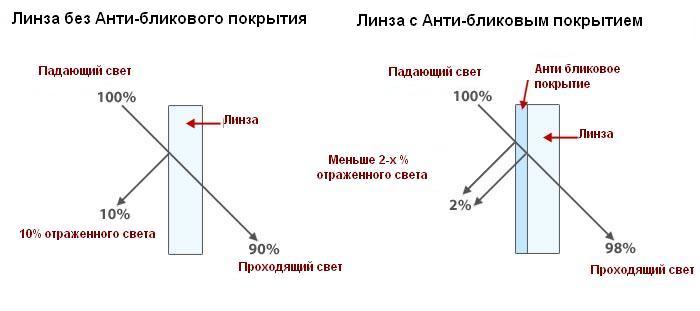 Линза без Анти-бликового покрытия
Падающий свет
100%
Линза
10%
10% отраженного света
90%
Проходящий свет
Линза с Анти-бликовым покрытием
Падающий свет
Анти бликовое
покрытие
100%
Линза
Меньше 2-х %
отраженного света
2%
98%
Проходящий свет